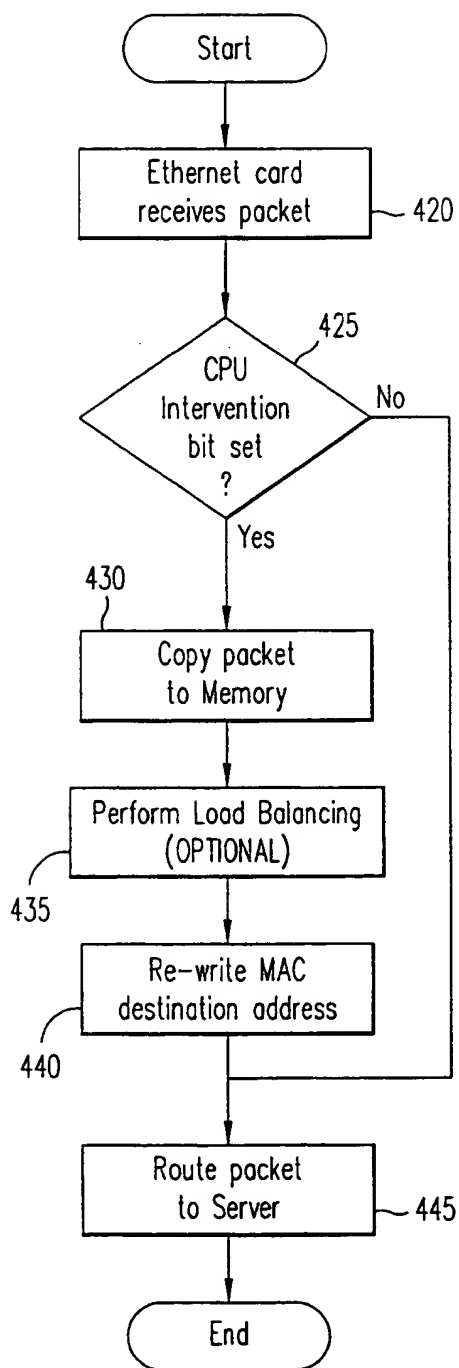 Start
Ethernet card
receives packet
420
425
CPU
Intervention
bit set
?
No
Yes
430
Copy packet
to Memory
Perform Load Balancing
(OPTIONAL)
435
Re-write MAC
destination address
440
Route packet
to Server
445
End